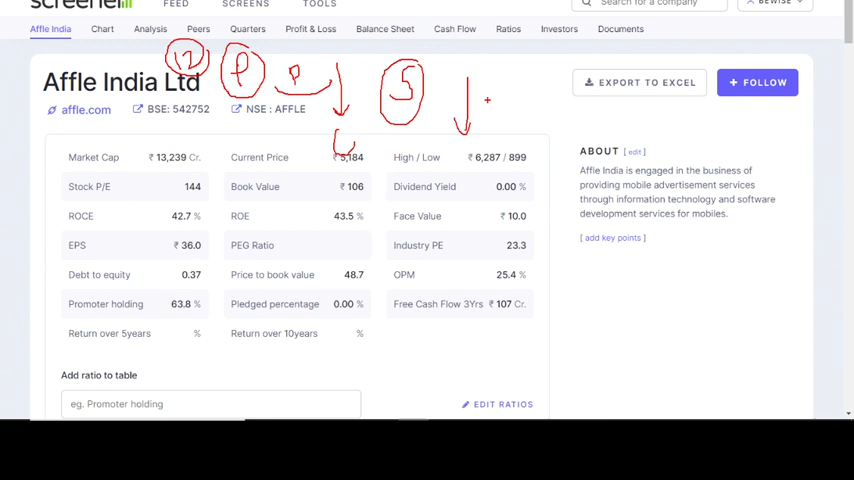 screener
FEED
SCREENS
TOOLS
Search for a company
BEWISE
Affle India
Chart
Analysis
Peers
Quarters
Profit & Loss
Balance Sheet
Cash Flow
Ratios
Investors
Documents
12 P P S
Affle India Ltd
EXPORT TO EXCEL
+ FOLLOW
affle.com
BSE: 542752
NSE : AFFLE
Market Cap ₹ 13,239 Cr.
Current Price ₹ 5,184
High / Low ₹ 6,287 / 899
Stock P/E 144
Book Value ₹ 106
Dividend Yield 0.00 %
ROCE 42.7 %
ROE 43.5 %
Face Value ₹ 10.0
EPS ₹ 36.0
PEG Ratio
Industry PE 23.3
Debt to equity 0.37
Price to book value 48.7
OPM 25.4 %
Promoter holding 63.8 %
Pledged percentage 0.00 %
Free Cash Flow 3Yrs ₹ 107 Cr.
Return over 5years %
Return over 10years %
ABOUT [ edit ]
Affle India is engaged in the business of
providing mobile advertisement services
through information technology and software
development services for mobiles.
[ add key points ]
Add ratio to table
eg. Promoter holding
EDIT RATIOS